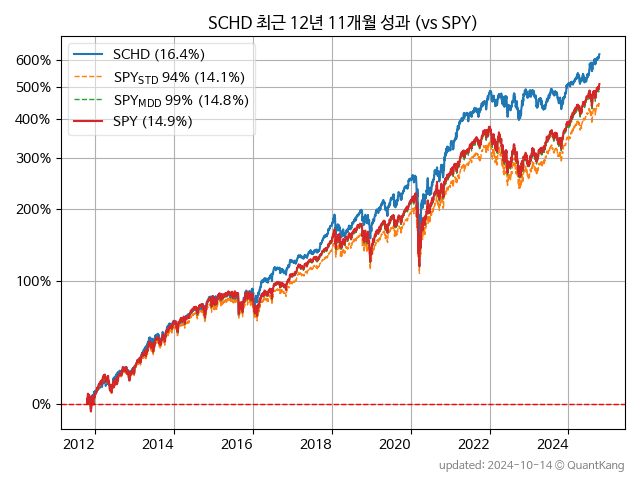 SCHD 최근 12년 11개월 성과 (vs SPY)
SCHD (16.4%)
SPY_STD 94% (14.1%)
SPY_MDD 99% (14.8%)
SPY (14.9%)
600%
500%
400%
300%
200%
100%
0%
2012 2014 2016 2018 2020 2022 2024
updated: 2024-10-14 © QuantKang